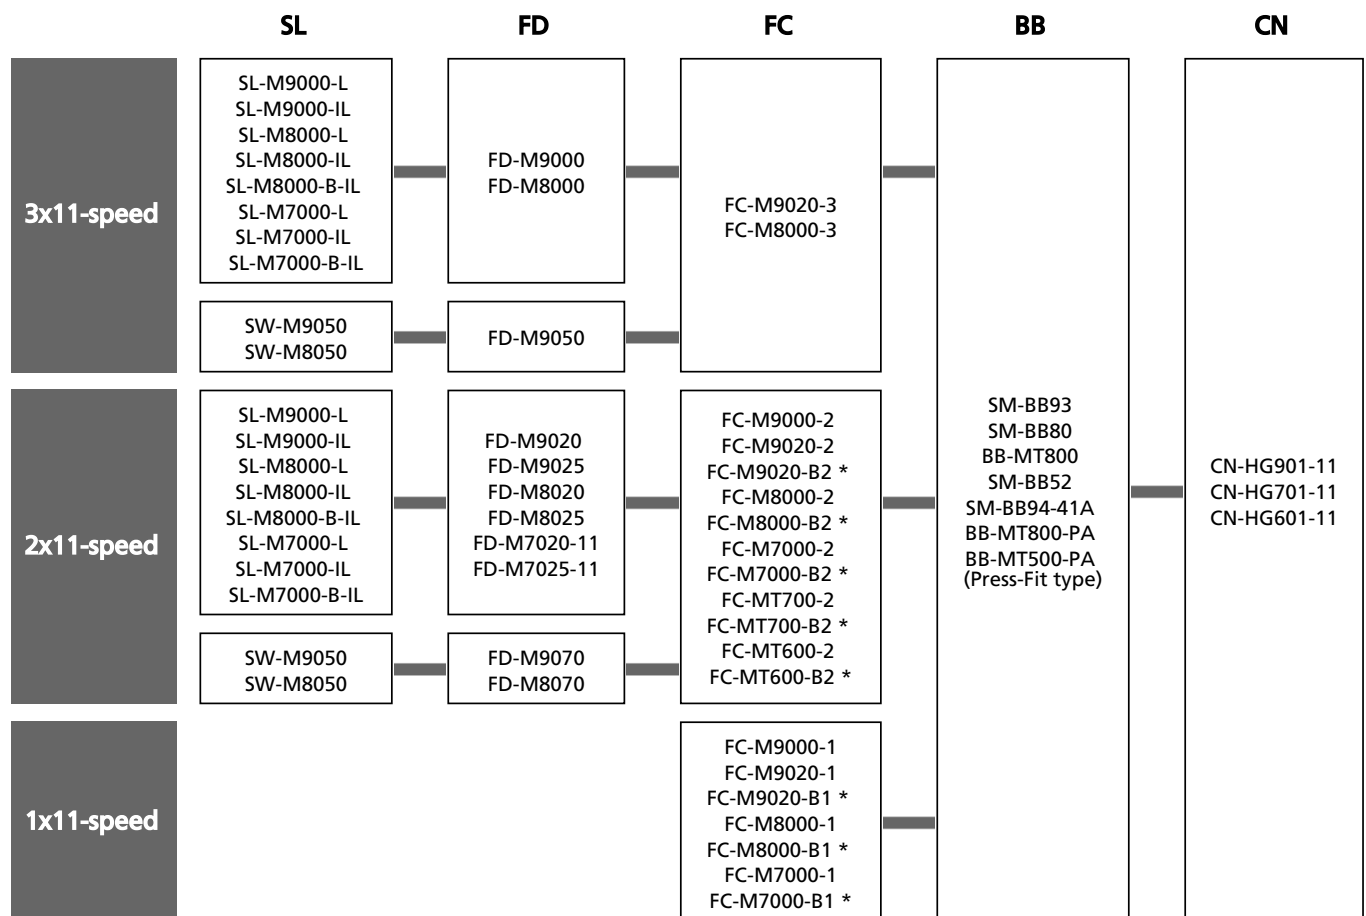 SL
FD
FC
BB
CN
3x11-speed
SL-M9000-L
SL-M9000-IL
SL-M8000-L
SL-M8000-IL
SL-M8000-B-IL
SL-M7000-L
SL-M7000-IL
SL-M7000-B-IL
FD-M9000
FD-M8000
FC-M9020-3
FC-M8000-3
SW-M9050
SW-M8050
FD-M9050
2x11-speed
SL-M9000-L
SL-M9000-IL
SL-M8000-L
SL-M8000-IL
SL-M8000-B-IL
SL-M7000-L
SL-M7000-IL
SL-M7000-B-IL
FD-M9020
FD-M9025
FD-M8020
FD-M8025
FD-M7020-11
FD-M7025-11
FC-M9000-2
FC-M9020-2
FC-M9020-B2 *
FC-M8000-2
FC-M8000-B2 *
FC-M7000-2
FC-M7000-B2 *
FC-MT700-2
FC-MT700-B2 *
FC-MT600-2
FC-MT600-B2 *
SW-M9050
SW-M8050
FD-M9070
FD-M8070
1x11-speed
FC-M9000-1
FC-M9020-1
FC-M9020-B1 *
FC-M8000-1
FC-M8000-B1 *
FC-M7000-1
FC-M7000-B1 *
SM-BB93
SM-BB80
BB-MT800
SM-BB52
SM-BB94-41A
BB-MT800-PA
BB-MT500-PA
(Press-Fit type)
CN-HG901-11
CN-HG701-11
CN-HG601-11